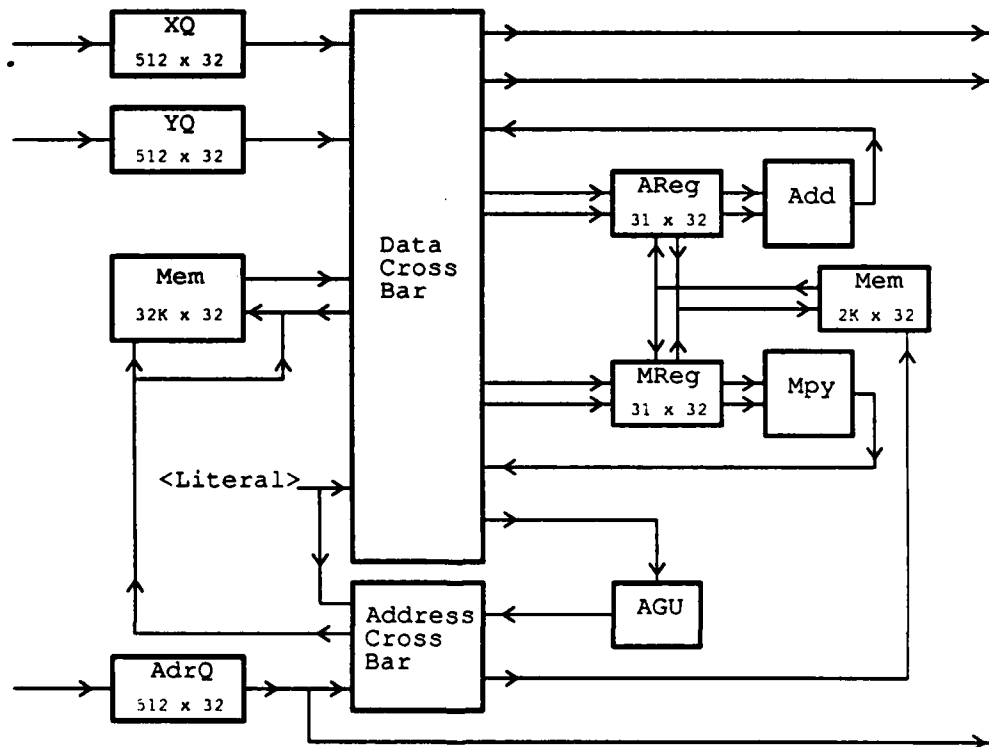 XQ
512 x 32
YQ
512 x 32
Mem
32K x 32
<Literal>
AdrQ
512 x 32
Data
Cross
Bar
Address
Cross
Bar
AReg
31 x 32
Add
Mem
2K x 32
MReg
31 x 32
Mpy
AGU